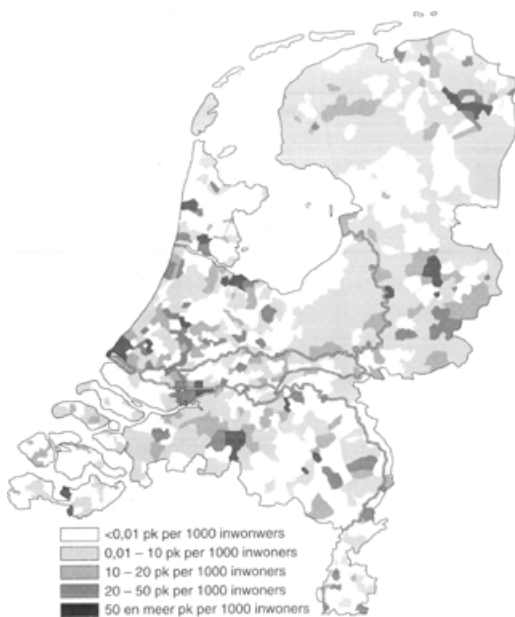 <0,01 pk per 1000 inwonwers
0,01 – 10 pk per 1000 inwoners
10 – 20 pk per 1000 inwoners
20 – 50 pk per 1000 inwoners
50 en meer pk per 1000 inwoners